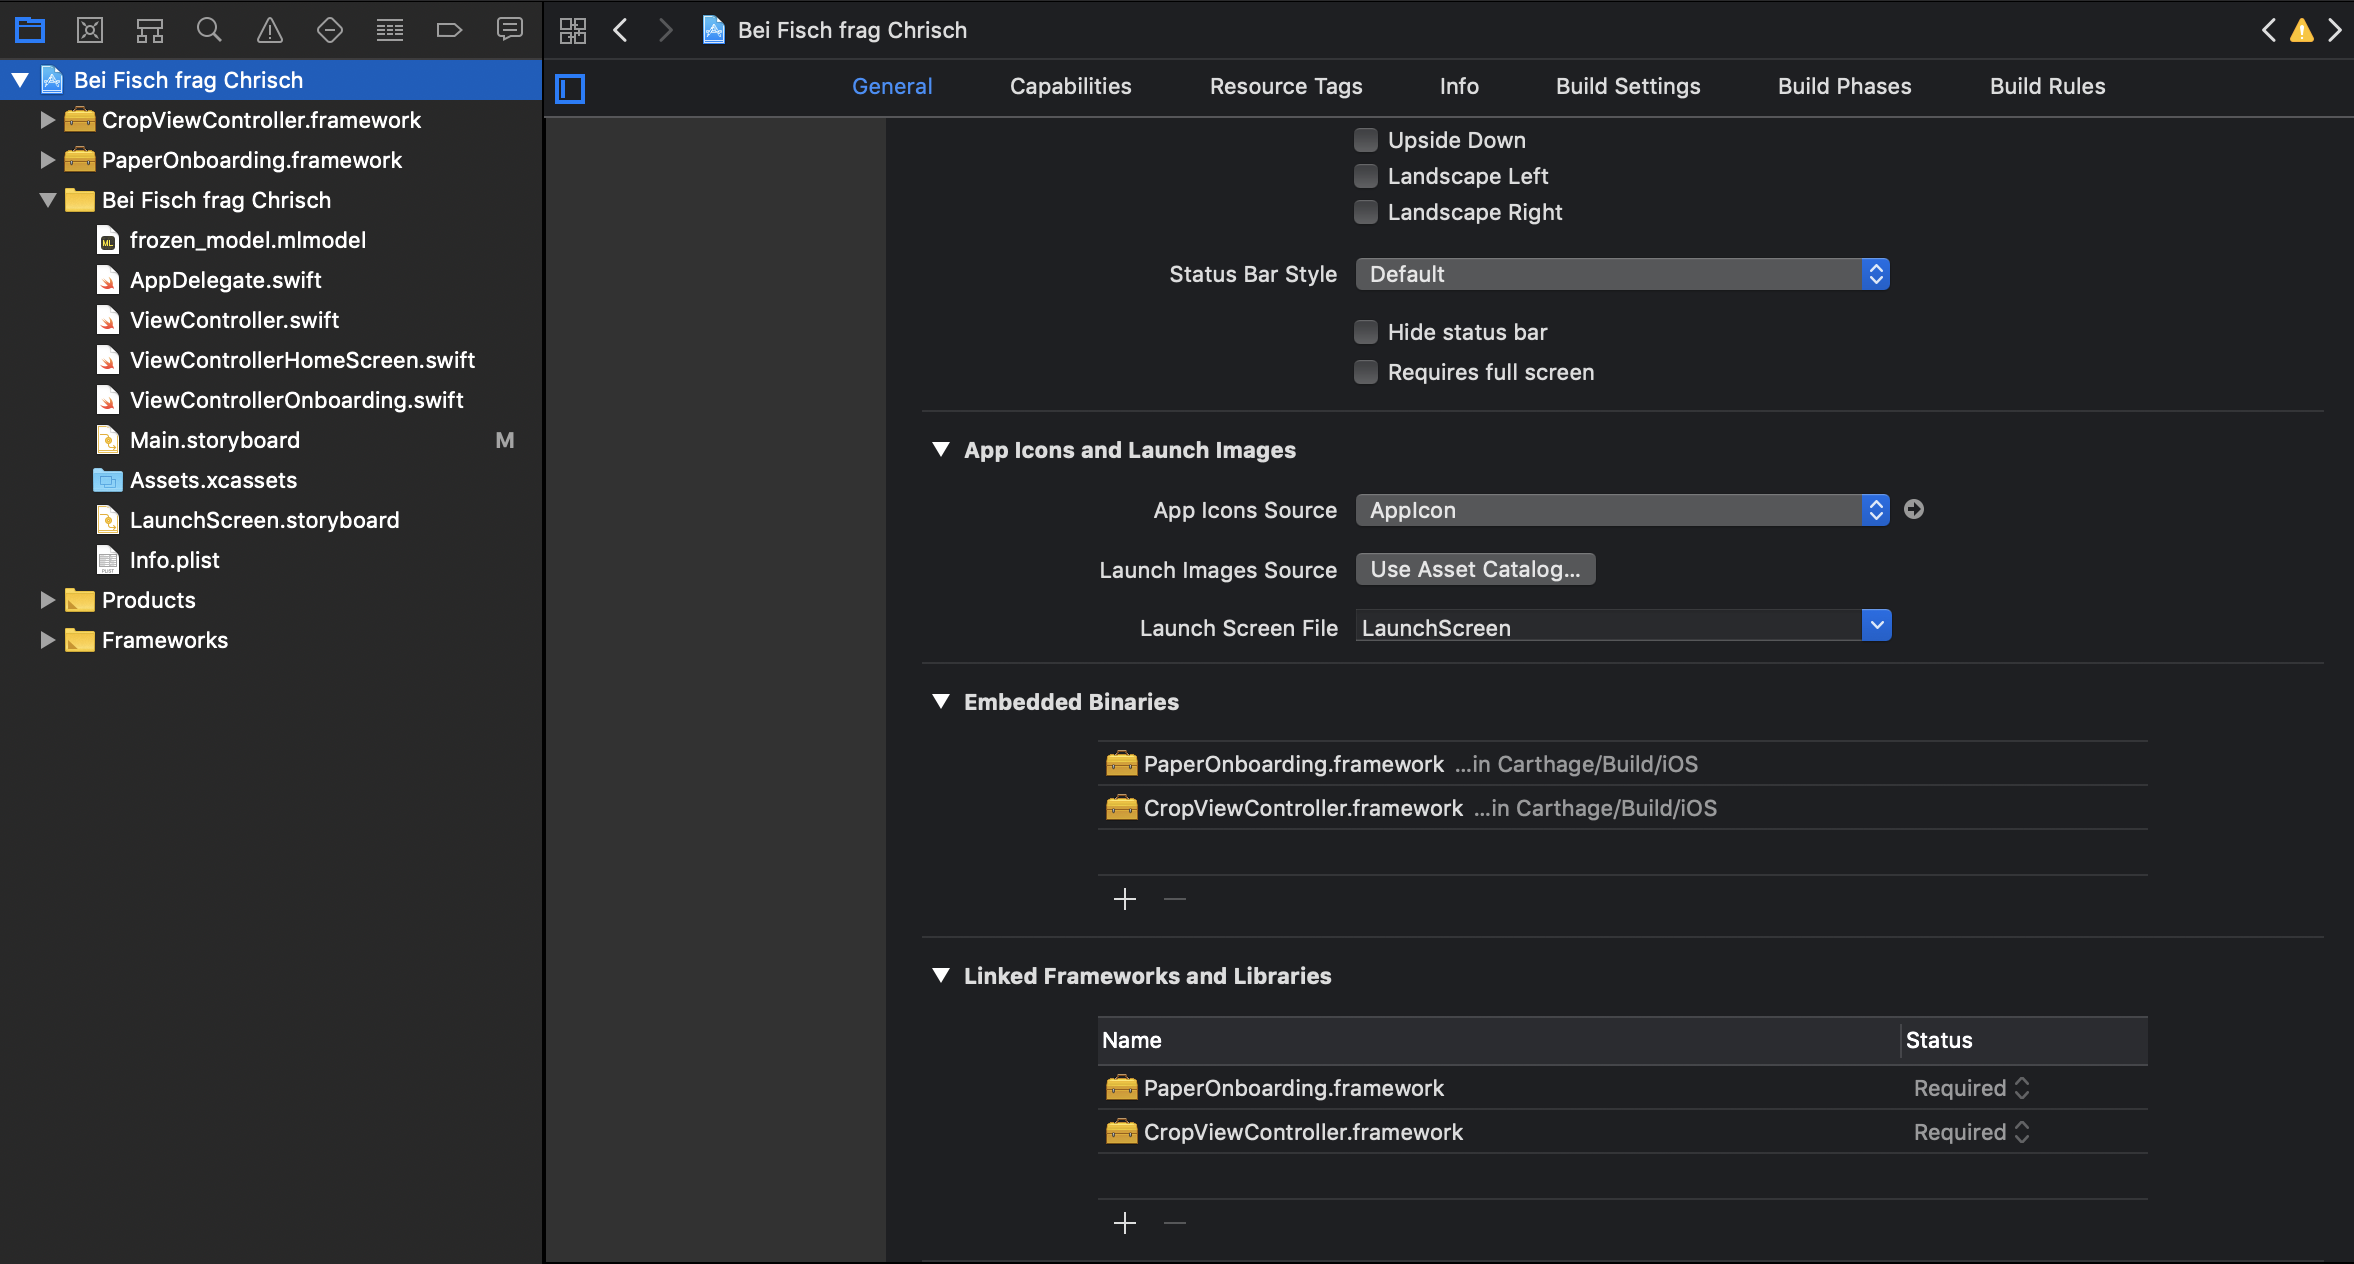 Bei Fisch frag Chrisch
CropViewController.framework
PaperOnboarding.framework
Bei Fisch frag Chrisch
frozen_model.mlmodel
AppDelegate.swift
ViewController.swift
ViewControllerHomeScreen.swift
ViewControllerOnboarding.swift
Main.storyboard M
Assets.xcassets
LaunchScreen.storyboard
Info.plist
Products
Frameworks
Bei Fisch frag Chrisch
General Capabilities Resource Tags Info Build Settings Build Phases Build Rules
Upside Down
Landscape Left
Landscape Right
Status Bar Style Default
Hide status bar
Requires full screen
App Icons and Launch Images
App Icons Source AppIcon
Launch Images Source Use Asset Catalog...
Launch Screen File LaunchScreen
Embedded Binaries
PaperOnboarding.framework ...in Carthage/Build/iOS
CropViewController.framework ...in Carthage/Build/iOS
Linked Frameworks and Libraries
Name Status
PaperOnboarding.framework Required
CropViewController.framework Required